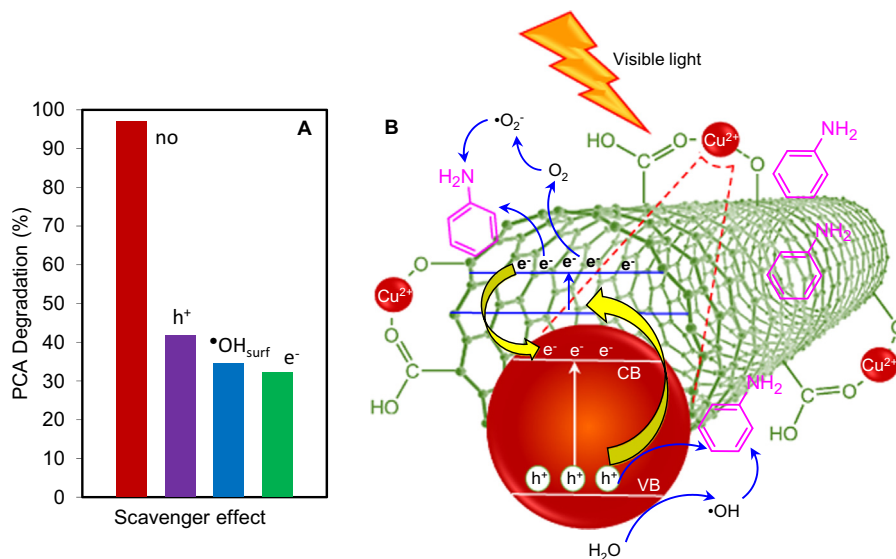 A
100
90
80
70
60
50
40
30
20
10
0
PCA Degradation (%)
no
h⁺
•OHsurf
e⁻
Scavenger effect
B
Visible light
•O₂⁻
O₂
H₂N
HO
O
Cu²⁺
O
NH₂
NH₂
e⁻ e⁻ e⁻ e⁻ e⁻
O
Cu²⁺
O
C
HO
e⁻ e⁻ e⁻
CB
h⁺ h⁺ h⁺
VB
NH₂
C
O
Cu²⁺
O
HO
•OH
H₂O